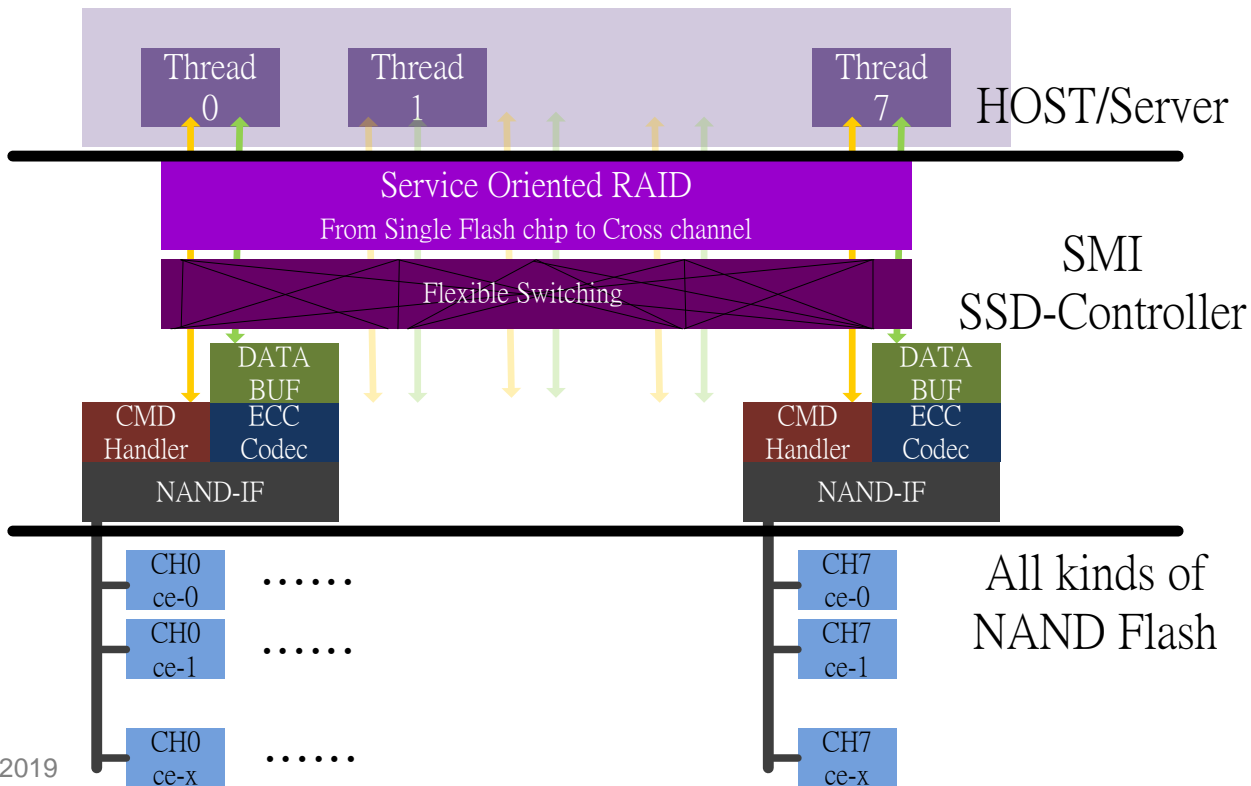 Thread
0
Thread
1
Thread
7
HOST/Server
Service Oriented RAID
From Single Flash chip to Cross channel
SMI
SSD-Controller
Flexible Switching
DATA
BUF
CMD
Handler
ECC
Codec
NAND-IF
DATA
BUF
CMD
Handler
ECC
Codec
NAND-IF
CH0
ce-0
......
CH7
ce-0
All kinds of
NAND Flash
CH0
ce-1
......
CH7
ce-1
CH0
ce-x
......
CH7
ce-x
2019